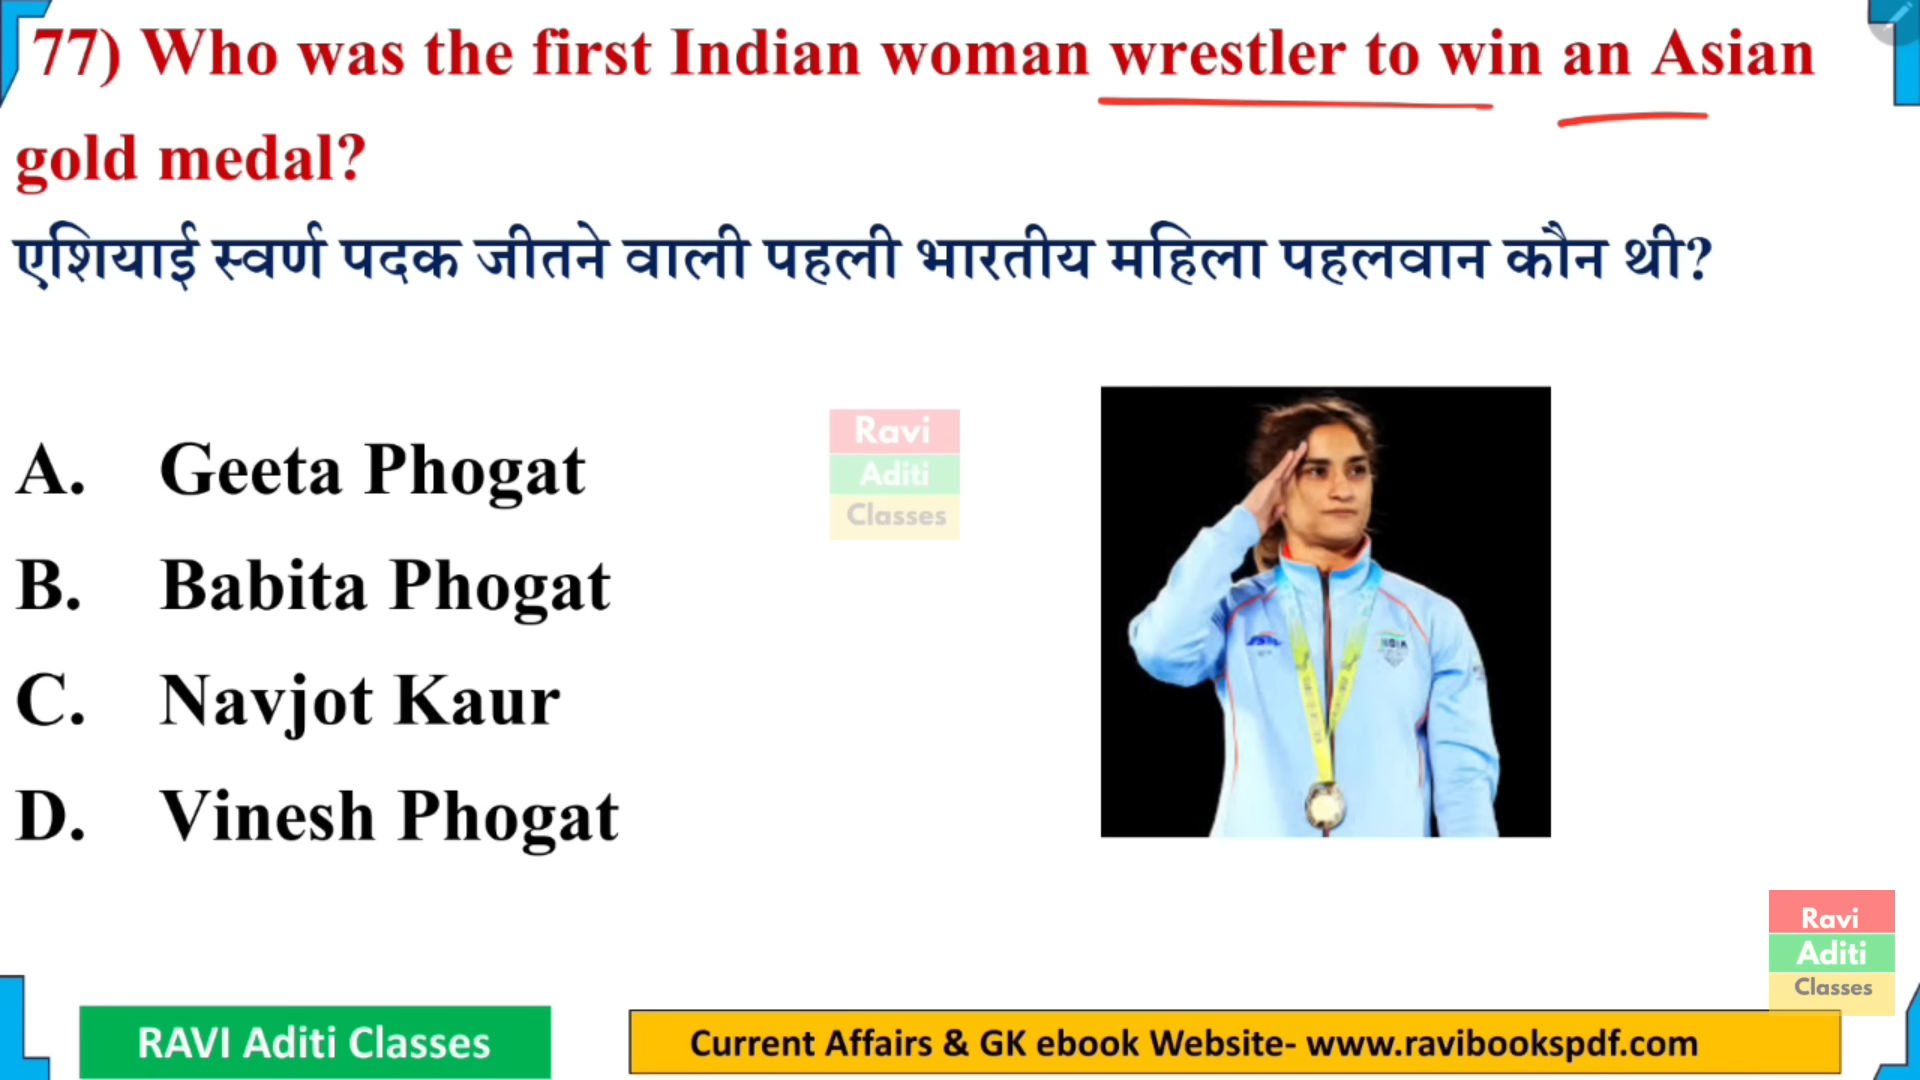 77) Who was the first Indian woman wrestler to win an Asian
gold medal?
एशियाई स्वर्ण पदक जीतने वाली पहली भारतीय महिला पहलवान कौन थी?
A. Geeta Phogat
B. Babita Phogat
C. Navjot Kaur
D. Vinesh Phogat
Ravi
Aditi
Classes
INDIA
Ravi
Aditi
Classes
RAVI Aditi Classes
Current Affairs & GK ebook Website- www.ravibookspdf.com